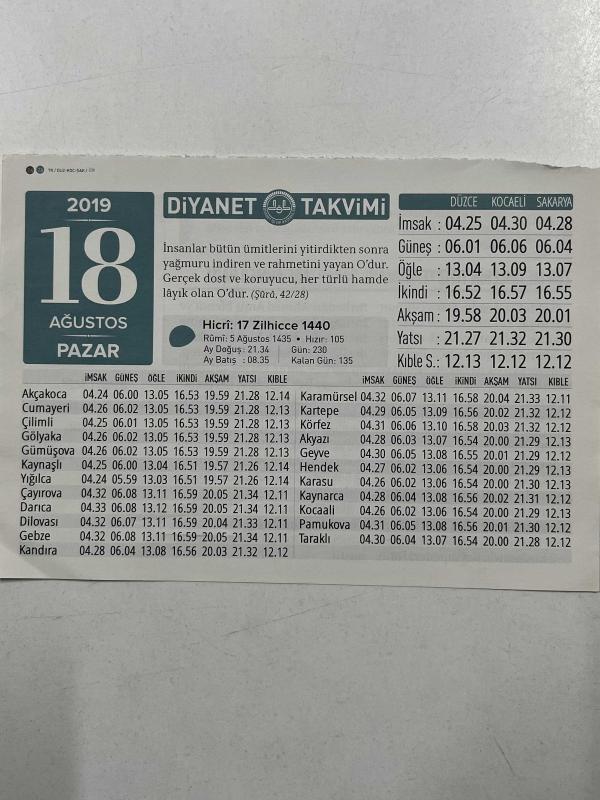 TR / DUZ-KOC-SAK /
2019
18
AĞUSTOS
PAZAR
DİYANET TAKVİMİ
İnsanlar bütün ümitlerini yitirdikten sonra
yağmuru indiren ve rahmetini yayan O’dur.
Gerçek dost ve koruyucu, her türlü hamde
lâyık olan O’dur. (Şûrâ, 42/28)
Hicrî: 17 Zilhicce 1440
Rûmî: 5 Ağustos 1435 • Hızır: 105
Ay Doğuş : 21.34 Gün: 230
Ay Batış : 08.35 Kalan Gün: 135
DÜZCE KOCAELİ SAKARYA
İmsak : 04.25 04.30 04.28
Güneş : 06.01 06.06 06.04
Öğle : 13.04 13.09 13.07
İkindi : 16.52 16.57 16.55
Akşam : 19.58 20.03 20.01
Yatsı : 21.27 21.32 21.30
Kıble S.: 12.13 12.12 12.12
İMSAK GÜNEŞ ÖĞLE İKİNDİ AKŞAM YATSI KIBLE
Akçakoca 04.24 06.00 13.05 16.53 19.59 21.28 12.14
Cumayeri 04.26 06.02 13.05 16.53 19.59 21.28 12.13
Çilimli 04.25 06.01 13.05 16.53 19.59 21.28 12.13
Gölyaka 04.26 06.02 13.05 16.53 19.59 21.28 12.13
Gümüşova 04.26 06.02 13.05 16.53 19.59 21.28 12.13
Kaynaşlı 04.25 06.00 13.04 16.51 19.57 21.26 12.14
Yığılca 04.24 05.59 13.03 16.51 19.57 21.26 12.14
Çayırova 04.32 06.08 13.11 16.59 20.05 21.34 12.11
Darıca 04.33 06.08 13.12 16.59 20.05 21.34 12.11
Dilovası 04.32 06.07 13.11 16.59 20.04 21.33 12.11
Gebze 04.32 06.08 13.11 16.59 20.05 21.34 12.11
Kandıra 04.28 06.04 13.08 16.56 20.03 21.32 12.12
İMSAK GÜNEŞ ÖĞLE İKİNDİ AKŞAM YATSI KIBLE
Karamürsel 04.32 06.07 13.11 16.58 20.04 21.33 12.11
Kartepe 04.29 06.05 13.09 16.56 20.02 21.32 12.12
Körfez 04.31 06.06 13.10 16.58 20.03 21.32 12.12
Akyazı 04.28 06.03 13.07 16.54 20.00 21.29 12.13
Geyve 04.30 06.05 13.08 16.55 20.01 21.29 12.12
Hendek 04.27 06.02 13.06 16.54 20.00 21.29 12.13
Karasu 04.26 06.02 13.06 16.54 20.00 21.30 12.13
Kaynarca 04.28 06.04 13.08 16.56 20.02 21.31 12.12
Kocaali 04.26 06.02 13.06 16.54 20.00 21.29 12.13
Pamukova 04.31 06.05 13.08 16.56 20.01 21.30 12.12
Taraklı 04.30 06.04 13.07 16.54 20.00 21.28 12.12